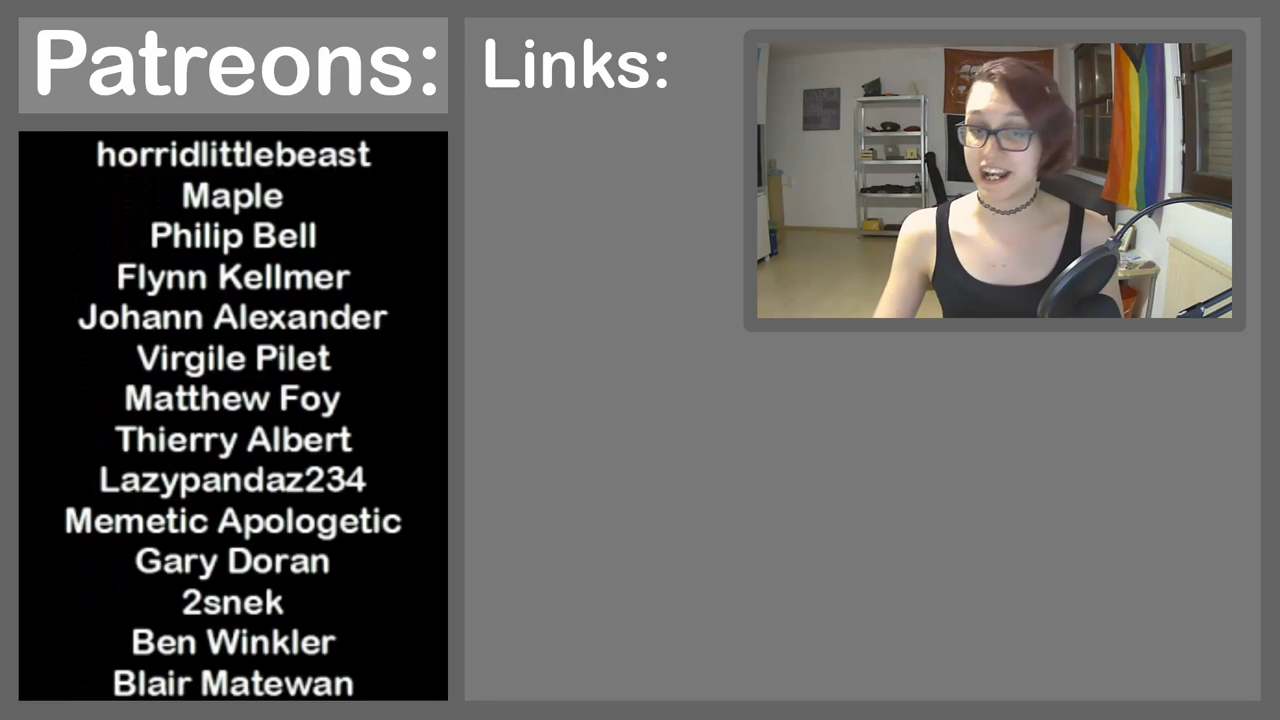 Patreons:
horridlittlebeast
Maple
Philip Bell
Flynn Kellmer
Johann Alexander
Virgile Pilet
Matthew Foy
Thierry Albert
Lazypandaz234
Memetic Apologetic
Gary Doran
2snek
Ben Winkler
Blair Matewan
Links: